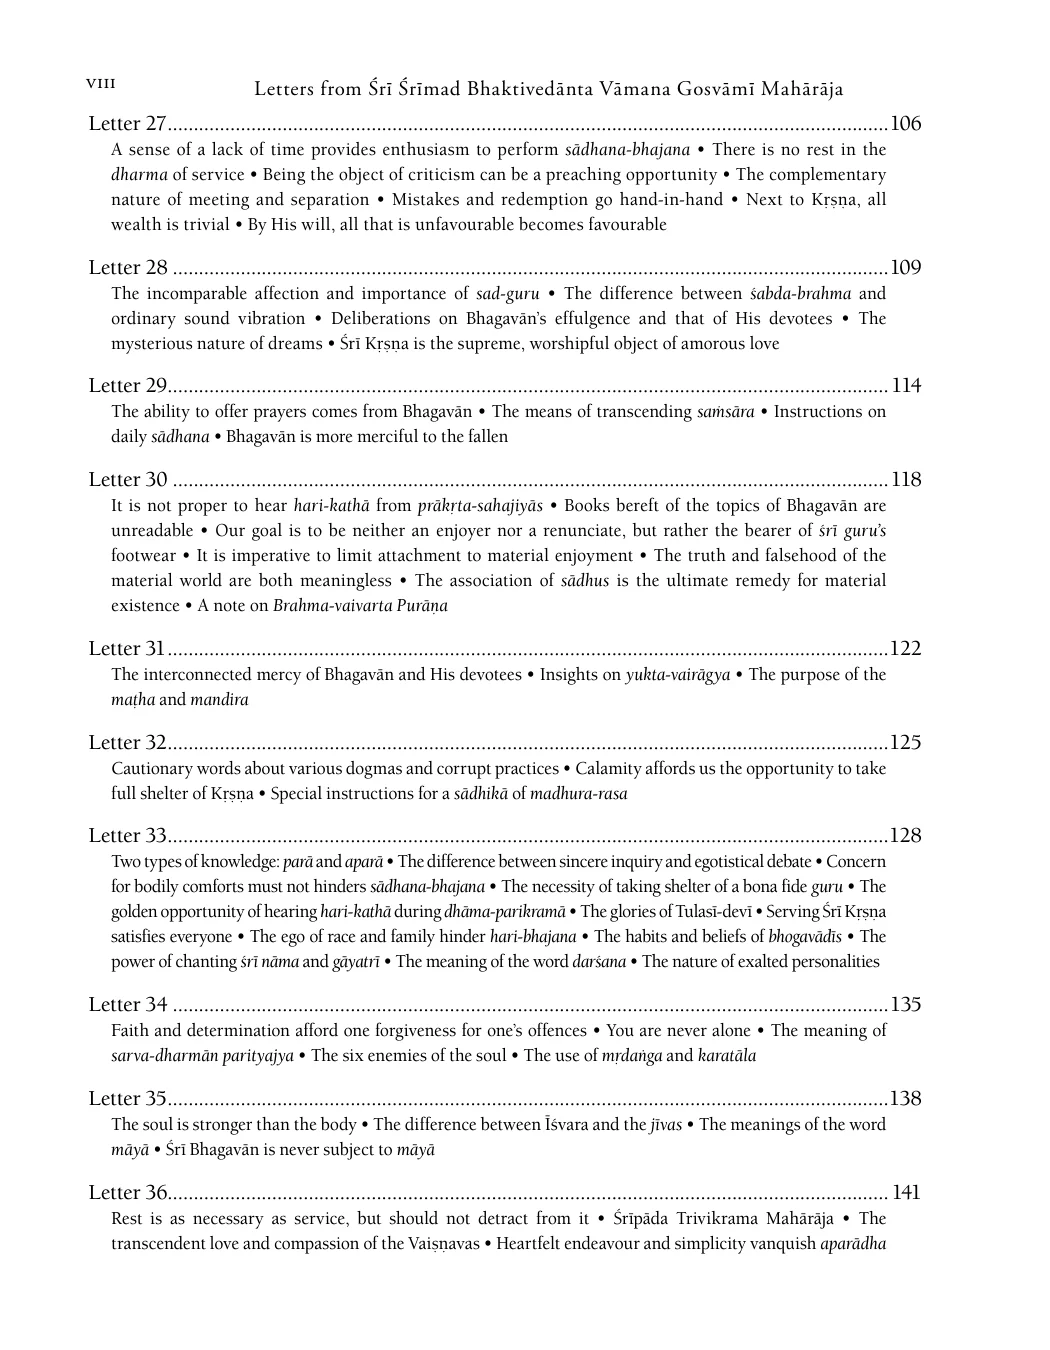 VIII
Letters from Śrī Śrīmad Bhaktivedānta Vāmana Gosvāmī Mahārāja
Letter 27.........................................................................................................................................106
A sense of a lack of time provides enthusiasm to perform sādhana-bhajana • There is no rest in the
dharma of service • Being the object of criticism can be a preaching opportunity • The complementary
nature of meeting and separation • Mistakes and redemption go hand-in-hand • Next to Kṛṣṇa, all
wealth is trivial • By His will, all that is unfavourable becomes favourable
Letter 28 ........................................................................................................................................109
The incomparable affection and importance of sad-guru • The difference between śabda-brahma and
ordinary sound vibration • Deliberations on Bhagavān’s effulgence and that of His devotees • The
mysterious nature of dreams • Śrī Kṛṣṇa is the supreme, worshipful object of amorous love
Letter 29......................................................................................................................................... 114
The ability to offer prayers comes from Bhagavān • The means of transcending saṁsāra • Instructions on
daily sādhana • Bhagavān is more merciful to the fallen
Letter 30 ........................................................................................................................................118
It is not proper to hear hari-kathā from prākṛta-sahajiyās • Books bereft of the topics of Bhagavān are
unreadable • Our goal is to be neither an enjoyer nor a renunciate, but rather the bearer of śrī guru’s
footwear • It is imperative to limit attachment to material enjoyment • The truth and falsehood of the
material world are both meaningless • The association of sādhus is the ultimate remedy for material
existence • A note on Brahma-vaivarta Purāṇa
Letter 31.........................................................................................................................................122
The interconnected mercy of Bhagavān and His devotees • Insights on yukta-vairāgya • The purpose of the
maṭha and mandira
Letter 32.........................................................................................................................................125
Cautionary words about various dogmas and corrupt practices • Calamity affords us the opportunity to take
full shelter of Kṛṣṇa • Special instructions for a sādhikā of madhura-rasa
Letter 33.........................................................................................................................................128
Two types of knowledge: parā and aparā • The difference between sincere inquiry and egotistical debate • Concern
for bodily comforts must not hinders sādhana-bhajana • The necessity of taking shelter of a bona fide guru • The
golden opportunity of hearing hari-kathā during dhāma-parikramā • The glories of Tulasī-devī • Serving Śrī Kṛṣṇa
satisfies everyone • The ego of race and family hinder hari-bhajana • The habits and beliefs of bhogavādīs • The
power of chanting śrī nāma and gāyatrī • The meaning of the word darśana • The nature of exalted personalities
Letter 34 ........................................................................................................................................135
Faith and determination afford one forgiveness for one’s offences • You are never alone • The meaning of
sarva-dharmān parityajya • The six enemies of the soul • The use of mṛdaṅga and karatāla
Letter 35.........................................................................................................................................138
The soul is stronger than the body • The difference between Īśvara and the jīvas • The meanings of the word
māyā • Śrī Bhagavān is never subject to māyā
Letter 36......................................................................................................................................... 141
Rest is as necessary as service, but should not detract from it • Śrīpāda Trivikrama Mahārāja • The
transcendent love and compassion of the Vaiṣṇavas • Heartfelt endeavour and simplicity vanquish aparādha